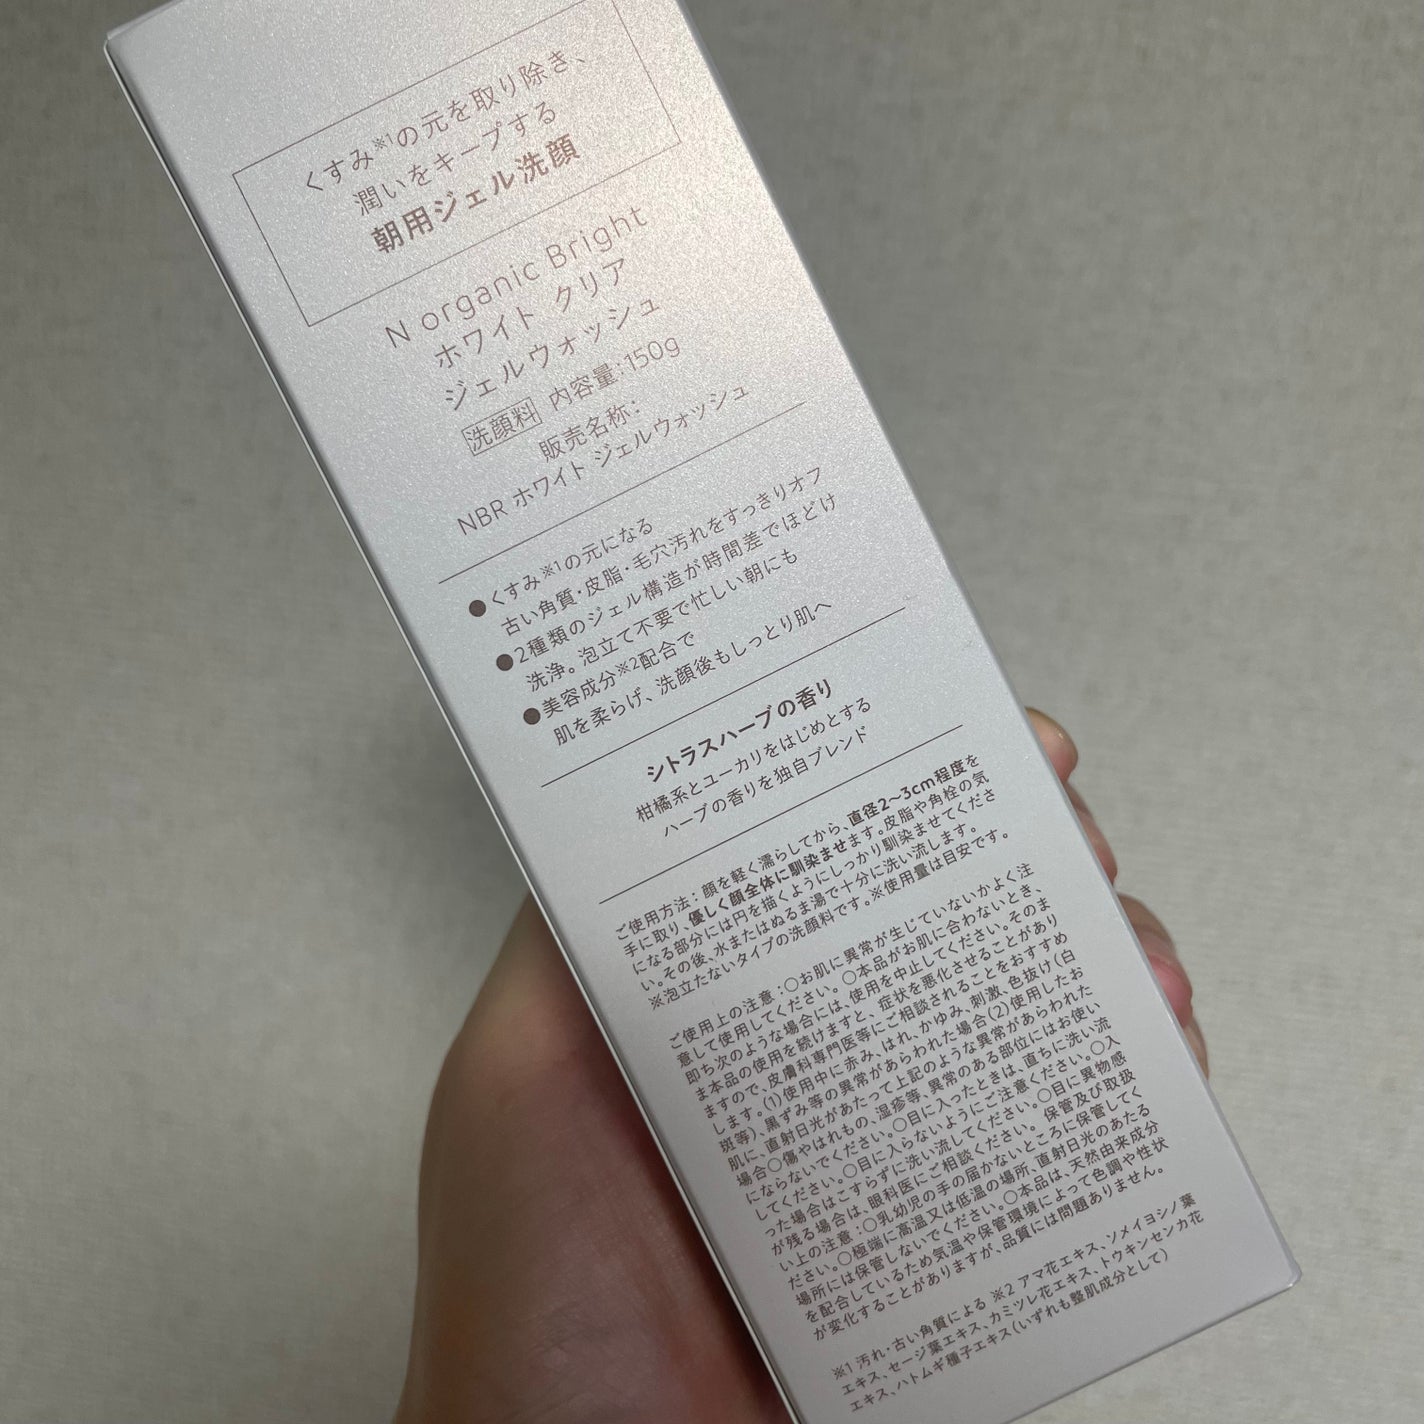 くすみ※1の元を取り除き、
潤いをキープする
朝用ジェル洗顔
N organic Bright
ホワイト クリア
ジェルウォッシュ
洗顔料 内容量:150g
販売名称:
NBR ホワイト ジェルウォッシュ
●くすみ※1の元になる
古い角質・皮脂・毛穴汚れをすっきりオフ
●2種類のジェル構造が時間差でほどけ
洗浄。泡立て不要で忙しい朝にも
●美容成分※2配合で
肌を柔らげ、洗顔後もしっとり肌へ
シトラスハーブの香り
柑橘系とユーカリをはじめとする
ハーブの香りを独自ブレンド
ご使用方法:顔を軽く濡らしてから、直径2〜3cm程度を
手に取り、優しく顔全体に馴染ませます。皮脂や角栓の気
になる部分には円を描くようにしっかり馴染ませてくださ
い。その後、水またはぬるま湯で十分に洗い流します。
※泡立たないタイプの洗顔料です。※使用量は目安です。
ご使用上の注意:○お肌に異常が生じていないかよく注
意して使用してください。○本品がお肌に合わないとき、
即ち次のような場合には、使用を中止してください。そのま
ま本品の使用を続けますと、症状を悪化させることがあり
ますので、皮膚科専門医等にご相談されることをおすすめ
します。(1)使用中に赤み、はれ、かゆみ、刺激、色抜け(白
斑等)、黒ずみ等の異常があらわれた場合(2)使用したお
肌に、直射日光があたって上記のような異常があらわれた
場合○傷やはれもの、湿疹等、異常のある部位にはお使い
にならないでください。○目に入ったときは、直ちに洗い流
してください。○目に入らないようにご注意ください。○入
った場合はこすらずに洗い流してください。○目に異物感
が残る場合は、眼科医にご相談ください。保管及び取扱
い上の注意:○乳幼児の手の届かないところに保管してく
ださい。○極端に高温又は低温の場所、直射日光のあたる
場所には保管しないでください。○本品は、天然由来成分
を配合しているため気温や保管環境によって色調や性状
が変化することがありますが、品質には問題ありません。
※1 汚れ・古い角質による ※2 アマ花エキス、ソメイヨシノ葉
エキス、セージ葉エキス、カミツレ花エキス、トウキンセンカ花
エキス、ハトムギ種子エキス(いずれも整肌成分として)